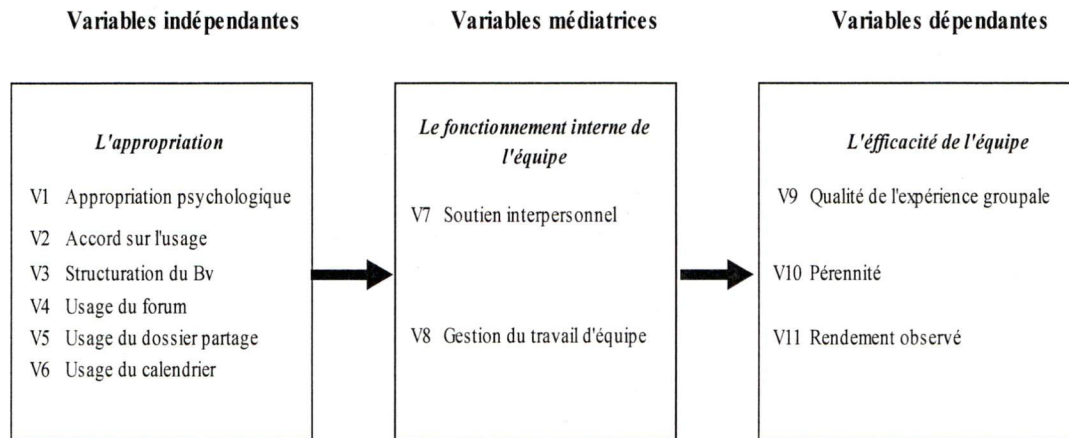 Variables indépendantes
Variables médiatrices
Variables dépendantes
L'appropriation
V1 Appropriation psychologique
V2 Accord sur l'usage
V3 Structuration du Bv
V4 Usage du forum
V5 Usage du dossier partage
V6 Usage du calendrier
Le fonctionnement interne de
l'équipe
V7 Soutien interpersonnel
V8 Gestion du travail d'équipe
L'éfficacité de l'équipe
V9 Qualité de l'expérience groupale
V10 Pérennité
V11 Rendement observé